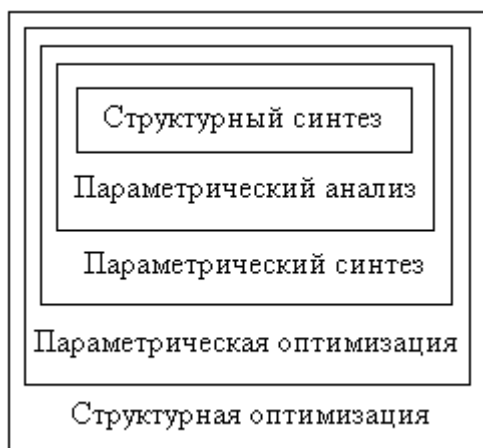 Структурный синтез
Параметрический анализ
Параметрический синтез
Параметрическая оптимизация
Структурная оптимизация